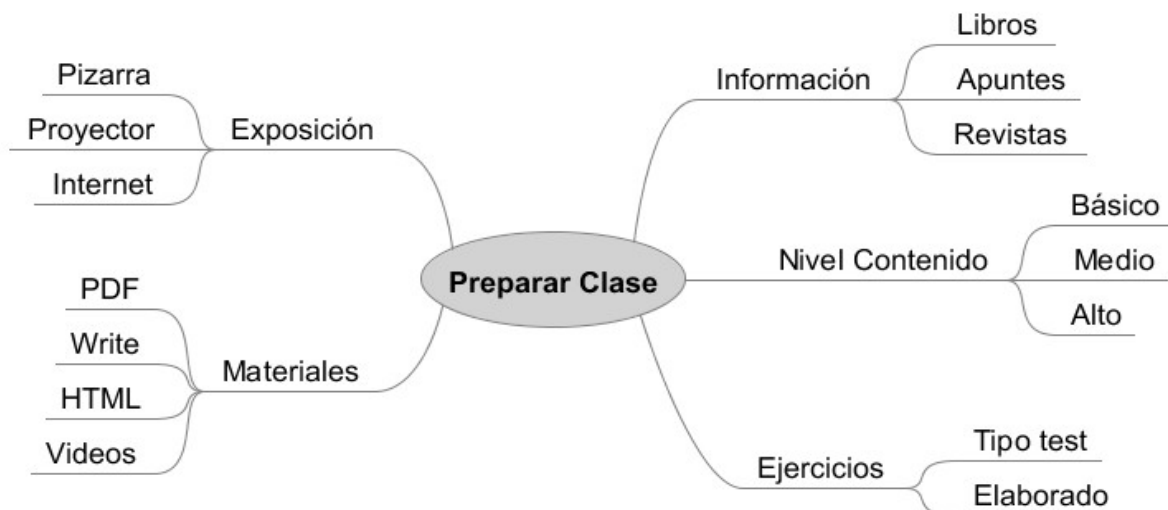 Preparar Clase
Exposición
Pizarra
Proyector
Internet
Materiales
PDF
Write
HTML
Videos
Información
Libros
Apuntes
Revistas
Nivel Contenido
Básico
Medio
Alto
Ejercicios
Tipo test
Elaborado